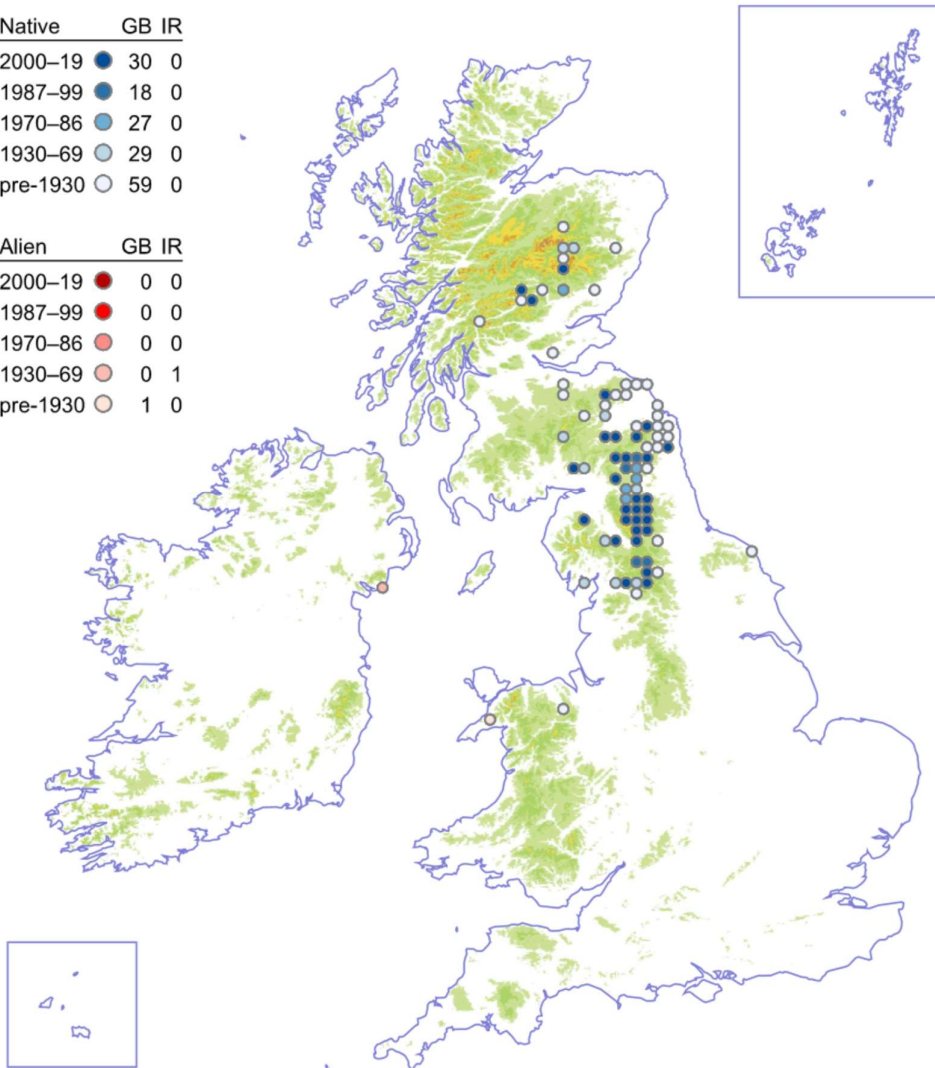 Native GB IR
2000–19 30 0
1987–99 18 0
1970–86 27 0
1930–69 29 0
pre-1930 59 0
Alien GB IR
2000–19 0 0
1987–99 0 0
1970–86 0 0
1930–69 0 1
pre-1930 1 0